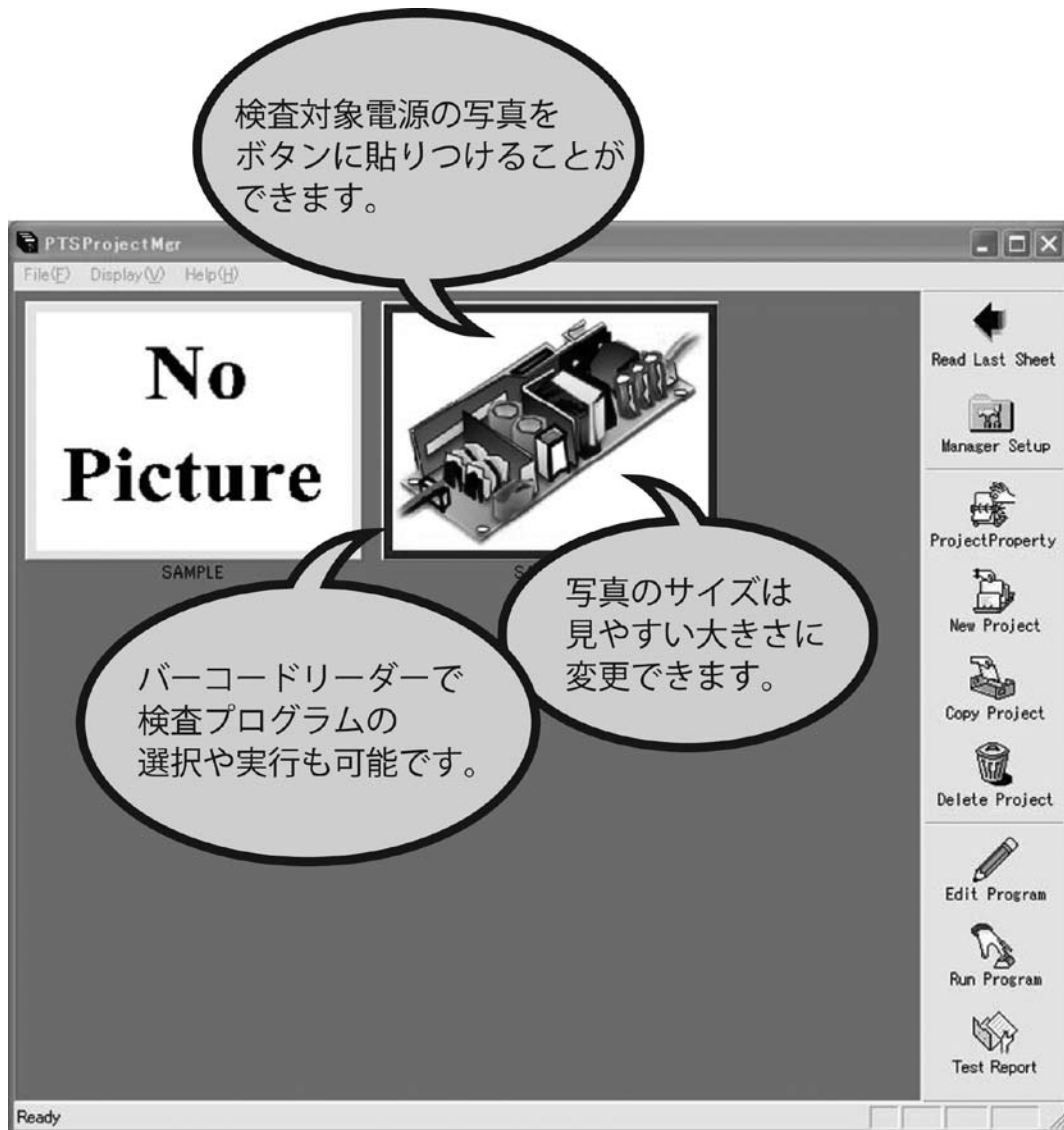 検査対象電源の写真を
ボタンに貼りつけることが
できます。
PTSProjectMgr
File(F) Display(V) Help(H)
No
Picture
SAMPLE
写真のサイズは
見やすい大きさに
変更できます。
バーコードリーダーで
検査プログラムの
選択や実行も可能です。
Read Last Sheet
Manager Setup
ProjectProperty
New Project
Copy Project
Delete Project
Edit Program
Run Program
Test Report
Ready